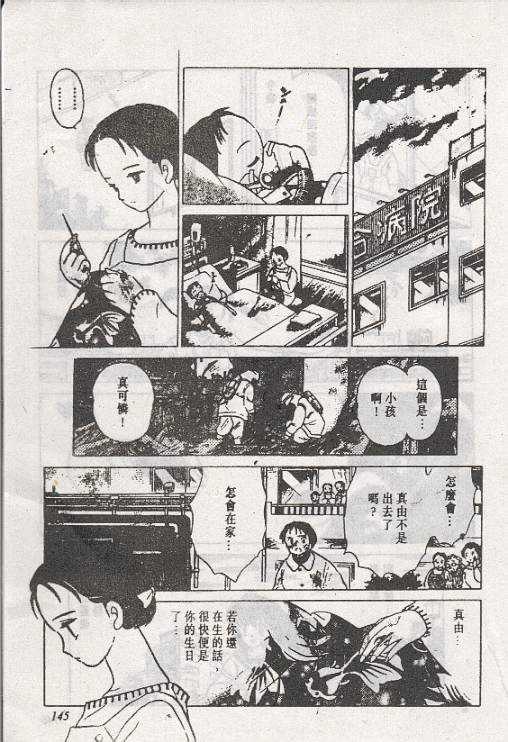 病院
………
………
這個是…
小孩
啊！
真可憐！
怎麼會…
真由不是
出去了
嗎？
怎會在家…
真由…
若你還
在生的話，
很快便是
你的生日
了…
145